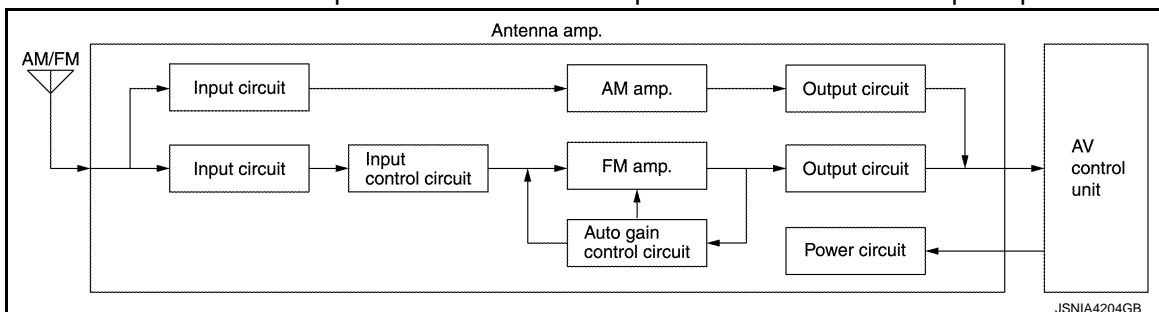 Antenna amp.
AM/FM
Input circuit
AM amp.
Output circuit
Input circuit
Input
control circuit
FM amp.
Output circuit
AV
control
unit
Auto gain
control circuit
Power circuit
JSNIA4204GB